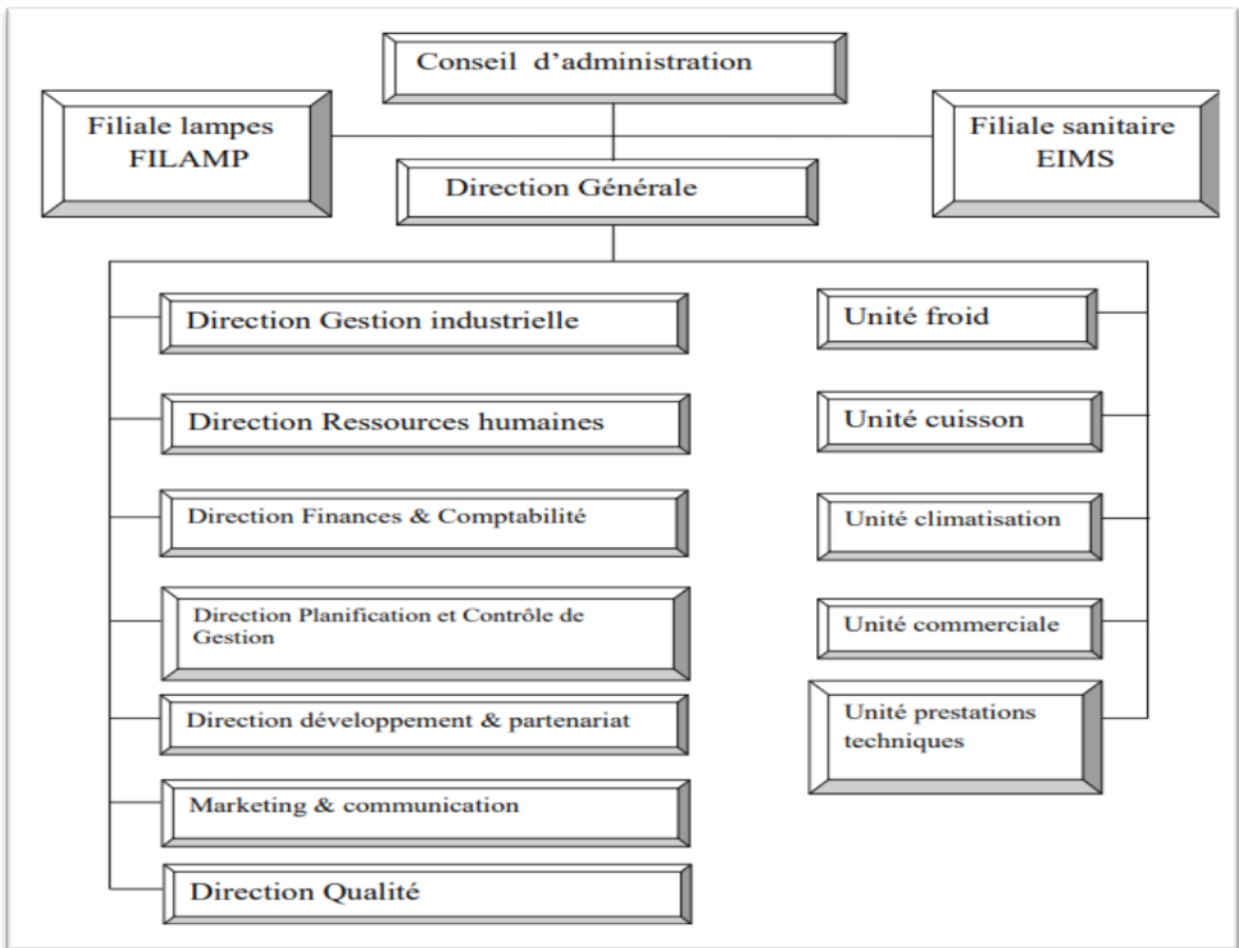 Conseil d'administration
Filiale lampes
FILAMP
Filiale sanitaire
EIMS
Direction Générale
Direction Gestion industrielle
Direction Ressources humaines
Direction Finances & Comptabilité
Direction Planification et Contrôle de
Gestion
Direction développement & partenariat
Marketing & communication
Direction Qualité
Unité froid
Unité cuisson
Unité climatisation
Unité commerciale
Unité prestations
techniques